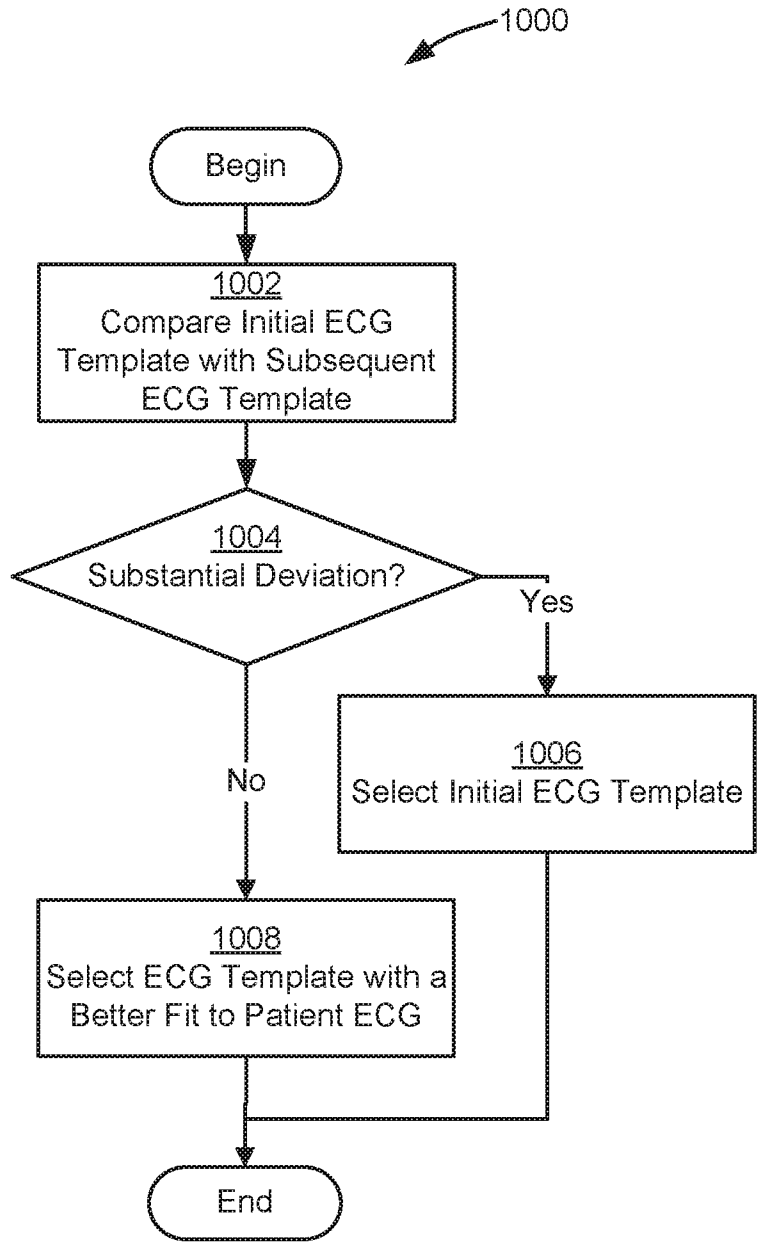 1000
Begin
1002
Compare Initial ECG
Template with Subsequent
ECG Template
1004
Substantial Deviation?
Yes
No
1006
Select Initial ECG Template
1008
Select ECG Template with a
Better Fit to Patient ECG
End